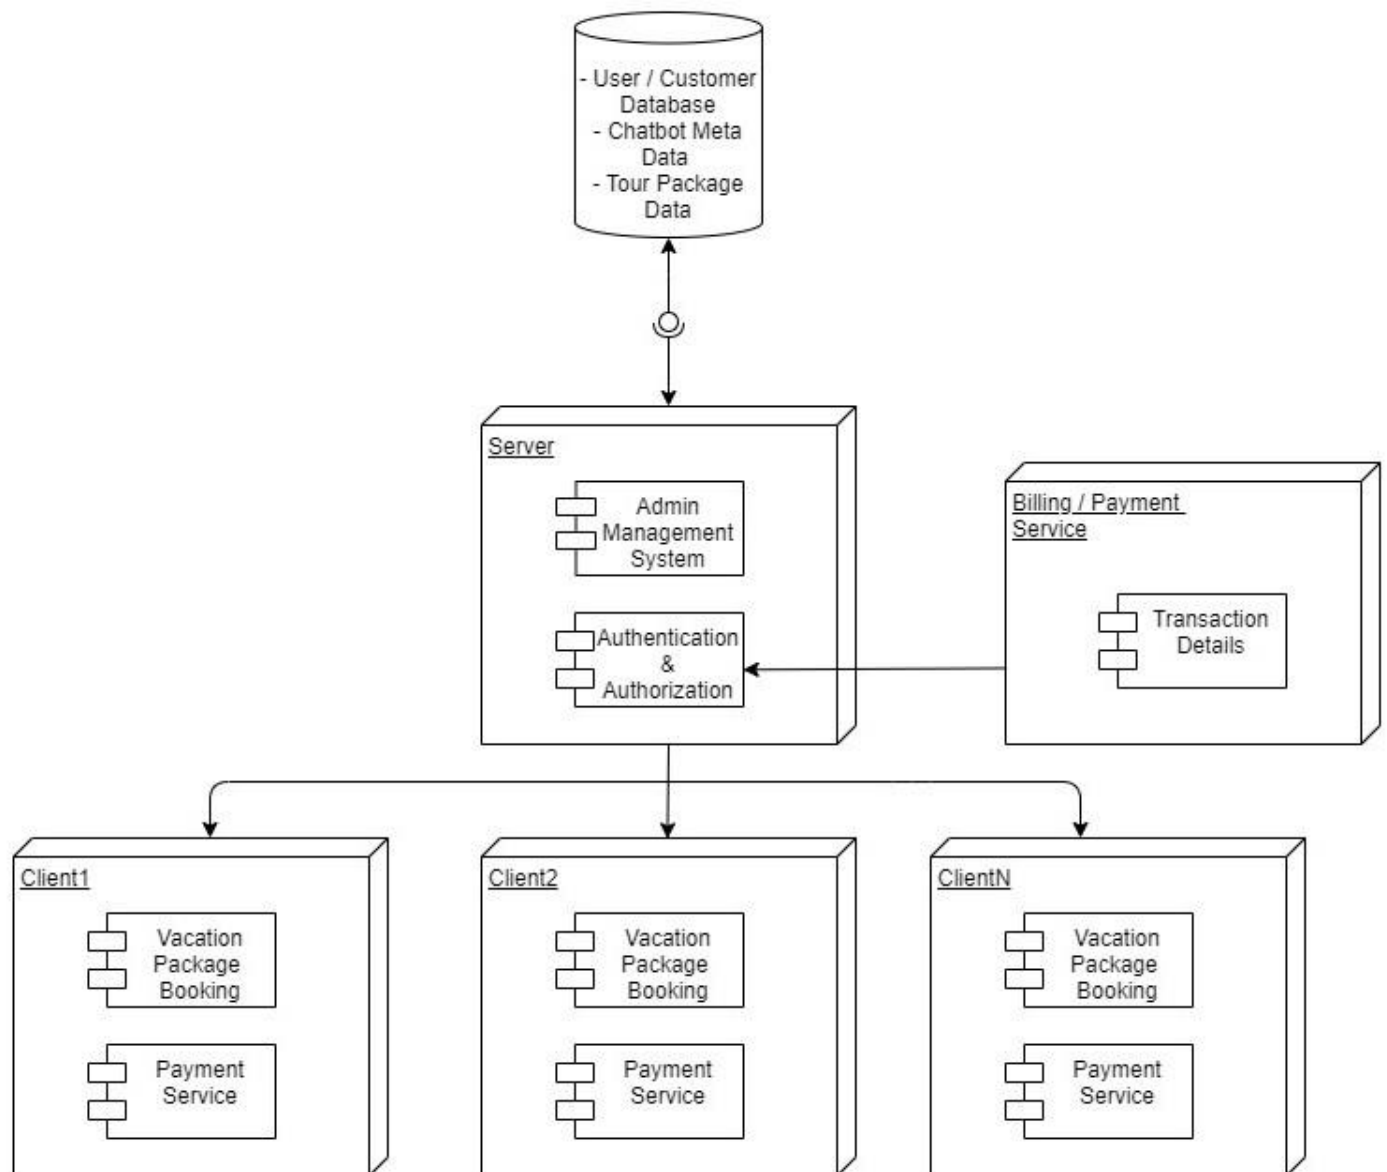 - User / Customer
Database
- Chatbot Meta
Data
- Tour Package
Data
Server
Admin
Management
System
Authentication
&
Authorization
Billing / Payment
Service
Transaction
Details
Client1
Vacation
Package
Booking
Payment
Service
Client2
Vacation
Package
Booking
Payment
Service
ClientN
Vacation
Package
Booking
Payment
Service